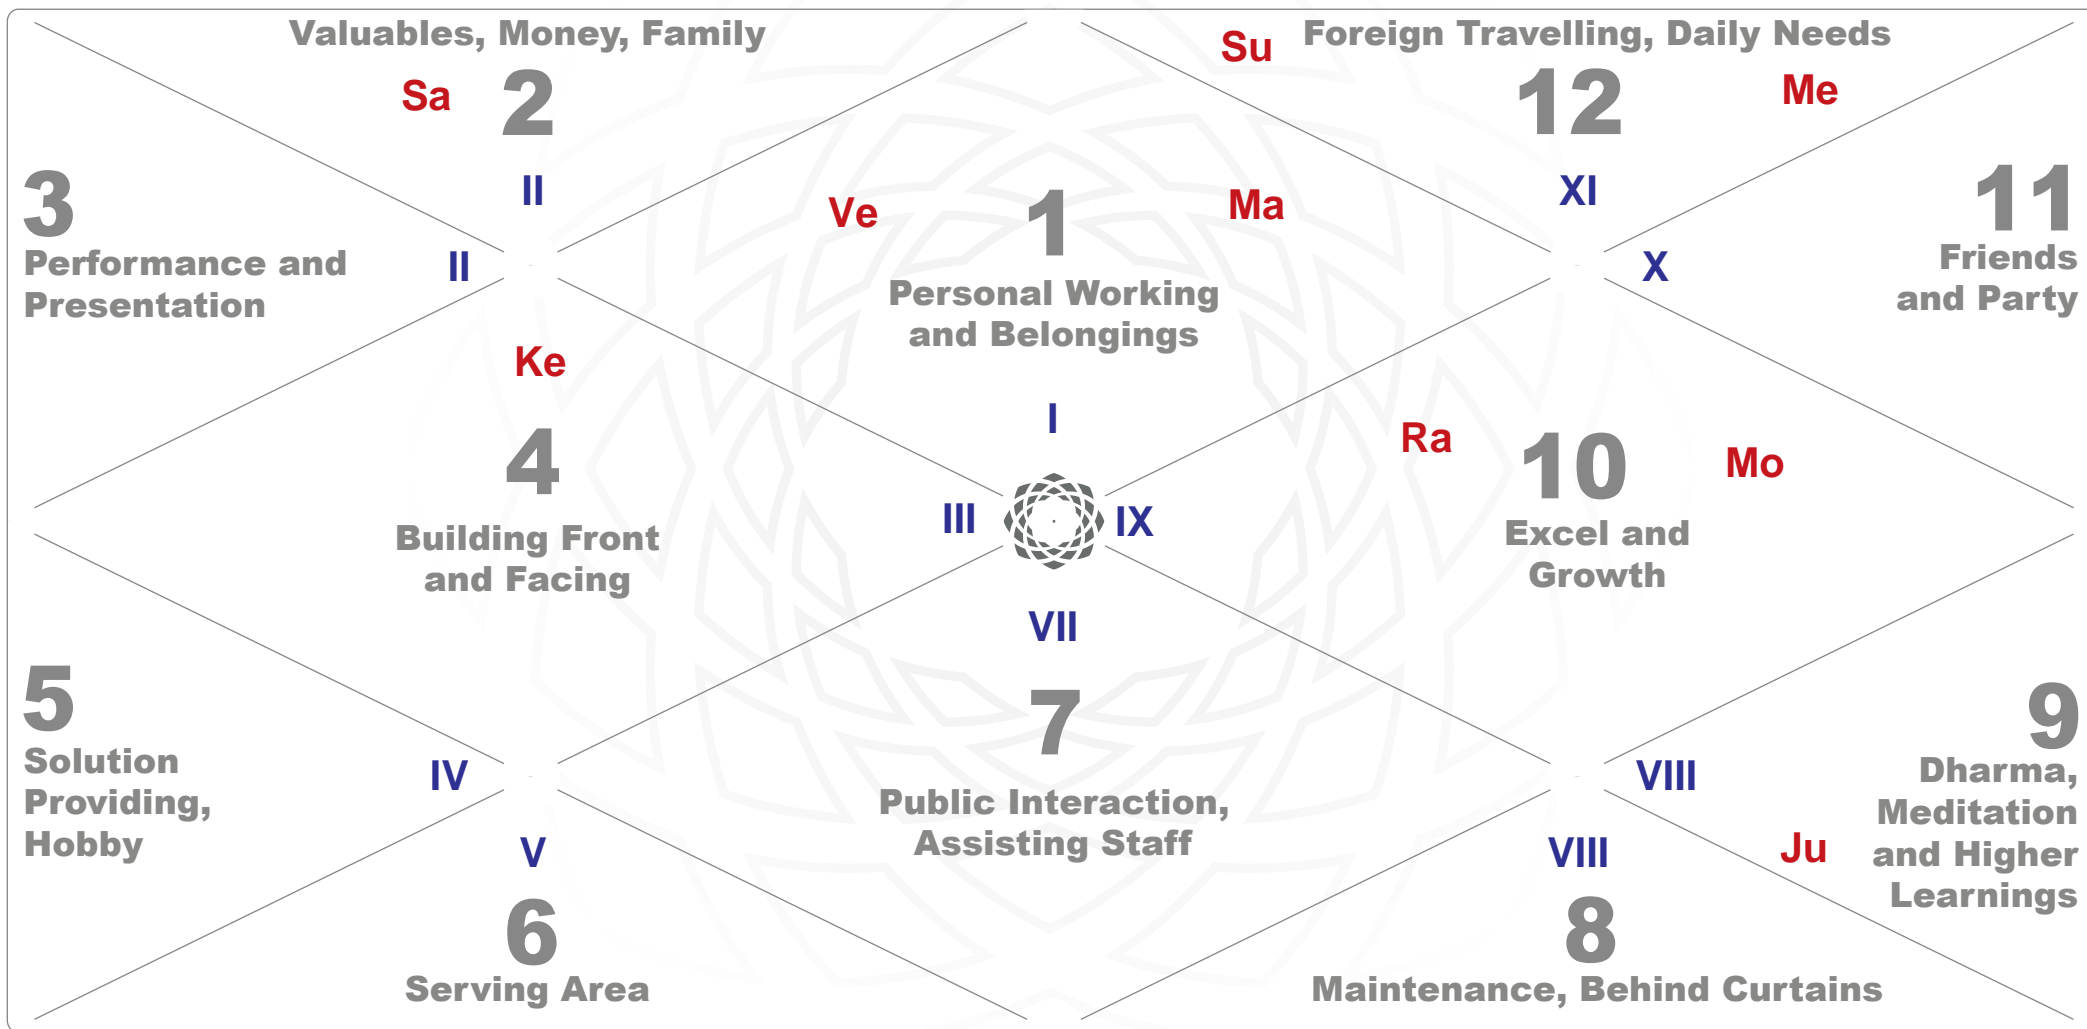 Valuables, Money, Family
Sa
2
II
Su
Foreign Travelling, Daily Needs
12
Me
XI
3
Performance and
Presentation
II
Ve
1
Ma
Personal Working
and Belongings
I
X
11
Friends
and Party
Ke
4
Building Front
and Facing
III
IX
Ra
10
Mo
Excel and
Growth
VII
7
Public Interaction,
Assisting Staff
5
Solution
Providing,
Hobby
IV
V
6
Serving Area
VIII
8
Maintenance, Behind Curtains
VIII
Ju
9
Dharma,
Meditation
and Higher
Learnings